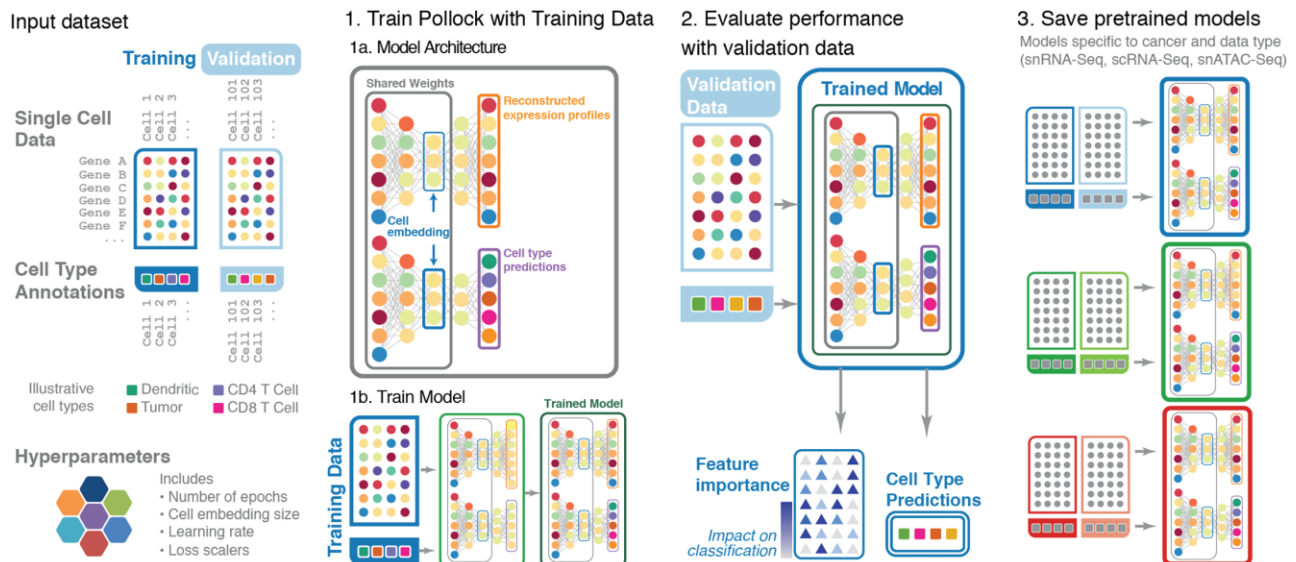 Input dataset
Training
Validation
Single Cell
Data
Cell 1
Cell 2
Cell 3
...
Cell 101
Cell 102
Cell 103
...
Gene A
Gene B
Gene C
Gene D
Gene E
Gene F
...
Cell Type
Annotations
Cell 1
Cell 2
Cell 3
...
Cell 101
Cell 102
Cell 103
...
Illustrative
cell types
Dendritic
Tumor
CD4 T Cell
CD8 T Cell
Hyperparameters
Includes
• Number of epochs
• Cell embedding size
• Learning rate
• Loss scalers
1. Train Pollock with Training Data
1a. Model Architecture
Shared Weights
Reconstructed
expression profiles
Cell
embedding
Cell type
predictions
1b. Train Model
Training Data
Trained Model
2. Evaluate performance
with validation data
Validation
Data
Trained Model
Feature
importance
Impact on
classification
Cell Type
Predictions
3. Save pretrained models
Models specific to cancer and data type
(snRNA-Seq, scRNA-Seq, snATAC-Seq)